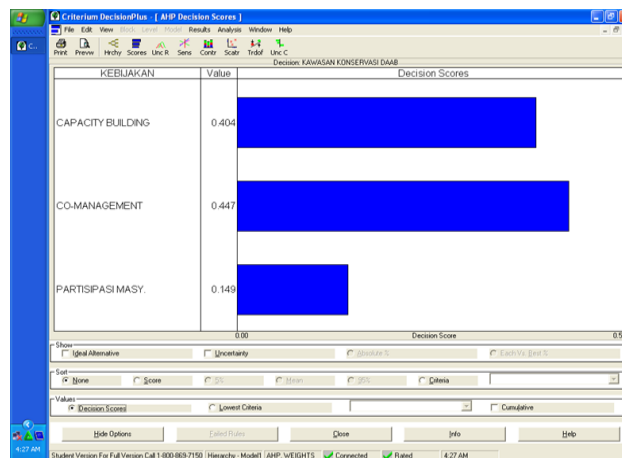 Criterium DecisionPlus - [ AHP Decision Scores ]
File Edit View Block Level Model Results Analysis Window Help
Print Prevw Hrchy Scores Unc R Sens Contr Scatr Trdof Unc C
C..
Decision: KAWASAN KONSERVASI DAAB
KEBIJAKAN Value Decision Scores
CAPACITY BUILDING 0.404
CO-MANAGEMENT 0.447
PARTISIPASI MASY. 0.149
0.00 Decision Score 0.5
Show
Ideal Alternative Uncertainty Absolute % Each Vs. Best %
Sort
None Score 5% Mean 95% Criteria
Values
Decision Scores Lowest Criteria Cumulative
Hide Options Failed Rules Close Info Help
4:27 AM
Student Version For Full Version Call 1-800-869-7150 Hierarchy - Model1 AHP, WEIGHTS Connected Rated 4:27 AM